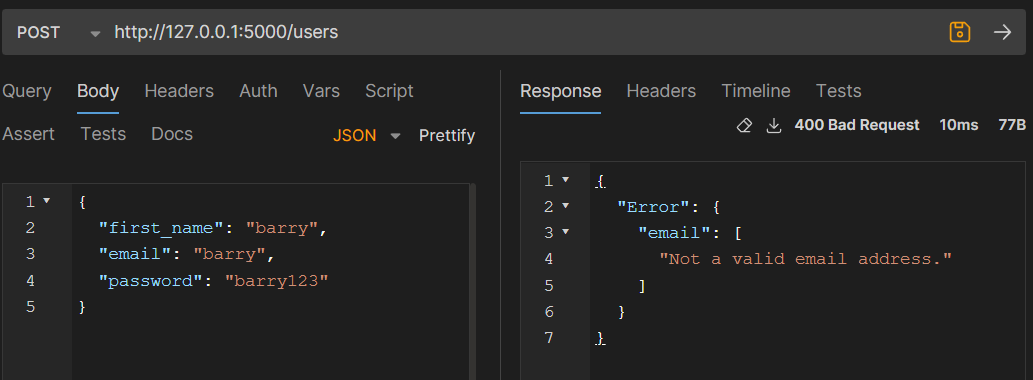 POST http://127.0.0.1:5000/users
Query Body Headers Auth Vars Script
Assert Tests Docs JSON Prettify
1 {
2 "first_name": "barry",
3 "email": "barry",
4 "password": "barry123"
5 }
Response Headers Timeline Tests
400 Bad Request 10ms 77B
1 {
2 "Error": {
3 "email": [
4 "Not a valid email address."
5 ]
6 }
7 }